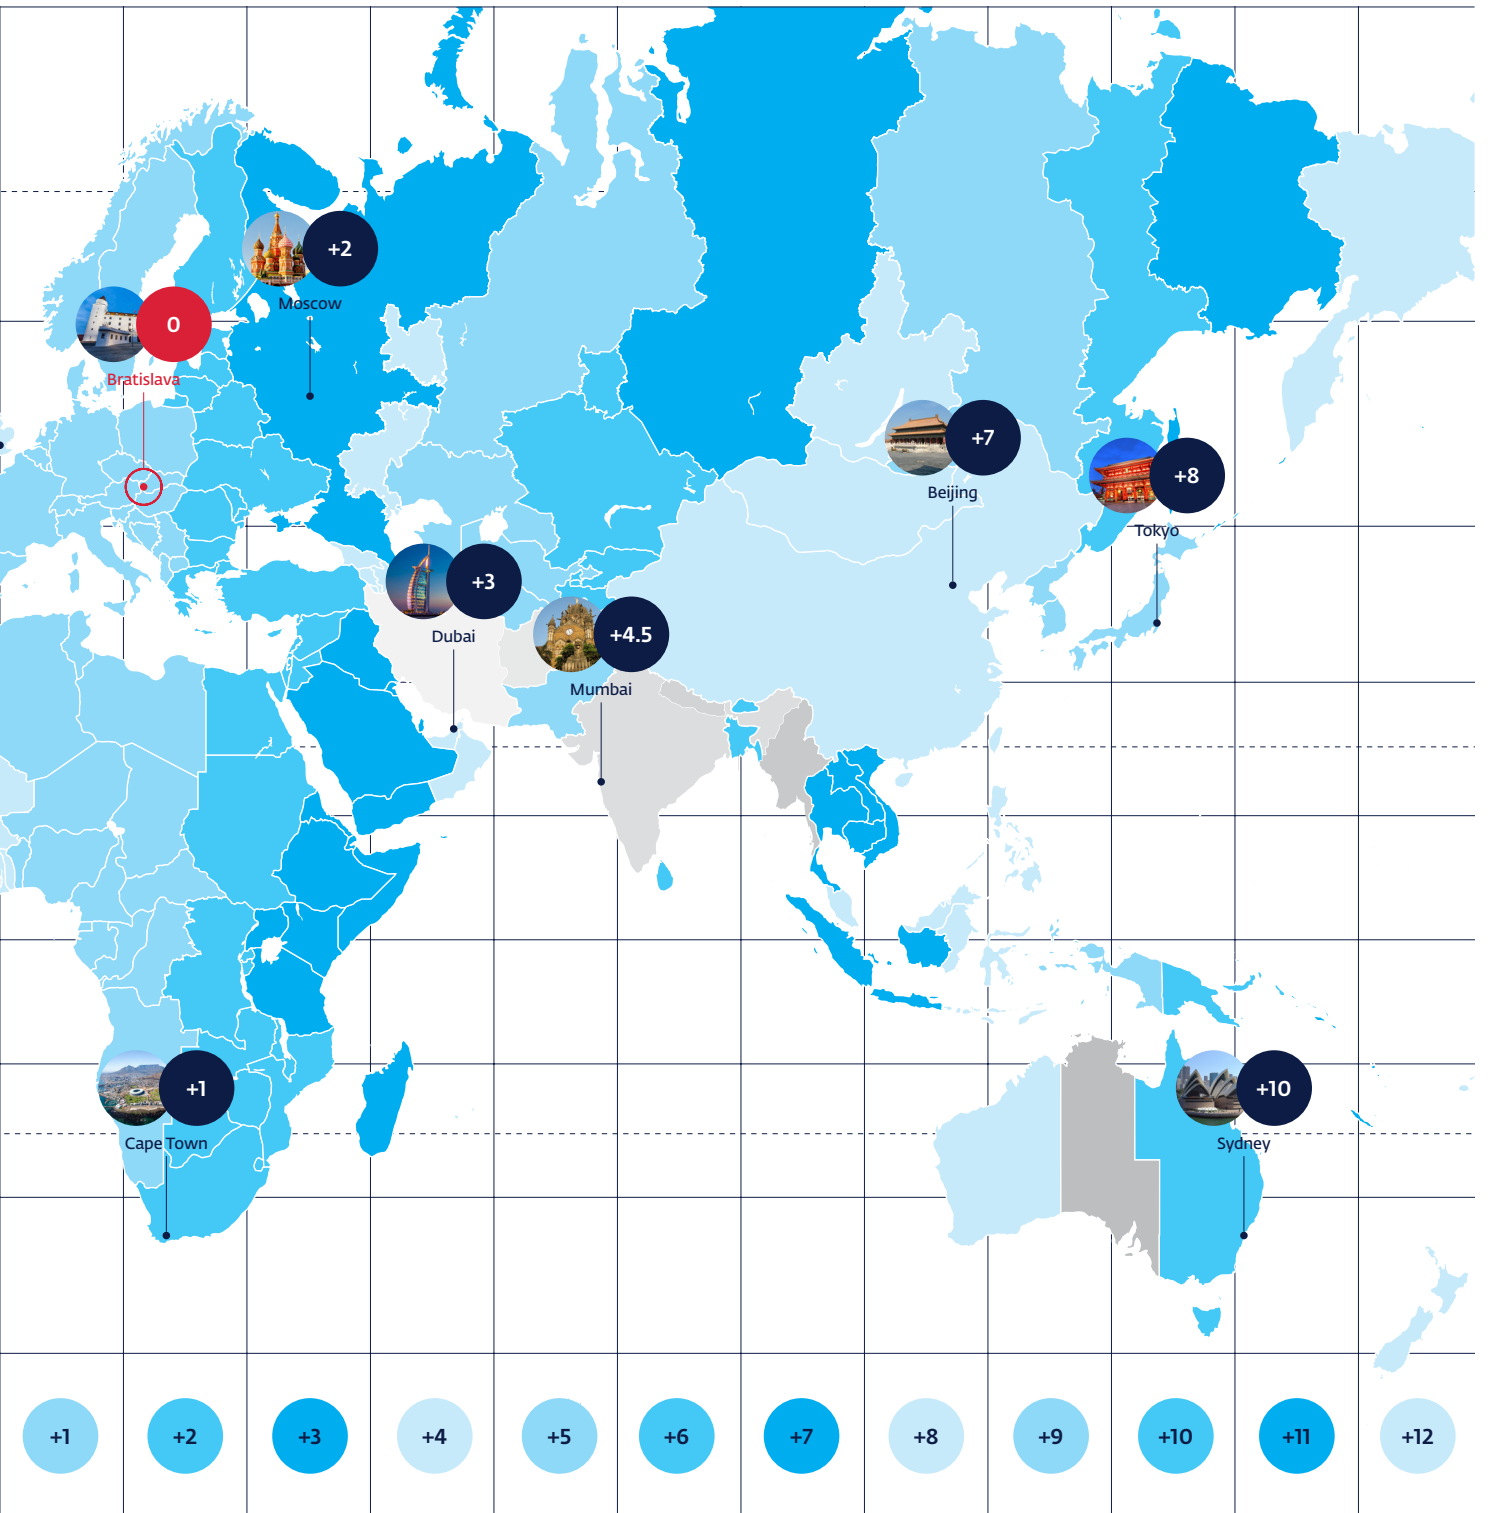 +2
Moscow
0
Bratislava
+7
Beijing
+8
Tokyo
+3
Dubai
+4.5
Mumbai
+1
Cape Town
+10
Sydney
+1
+2
+3
+4
+5
+6
+7
+8
+9
+10
+11
+12